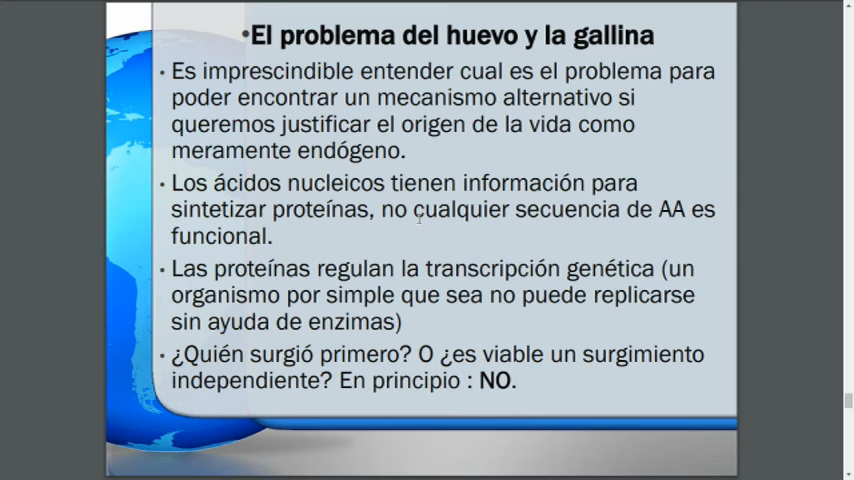 •El problema del huevo y la gallina
• Es imprescindible entender cual es el problema para
poder encontrar un mecanismo alternativo si
queremos justificar el origen de la vida como
meramente endógeno.
• Los ácidos nucleicos tienen información para
sintetizar proteínas, no cualquier secuencia de AA es
funcional.
• Las proteínas regulan la transcripción genética (un
organismo por simple que sea no puede replicarse
sin ayuda de enzimas)
• ¿Quién surgió primero? O ¿es viable un surgimiento
independiente? En principio : NO.